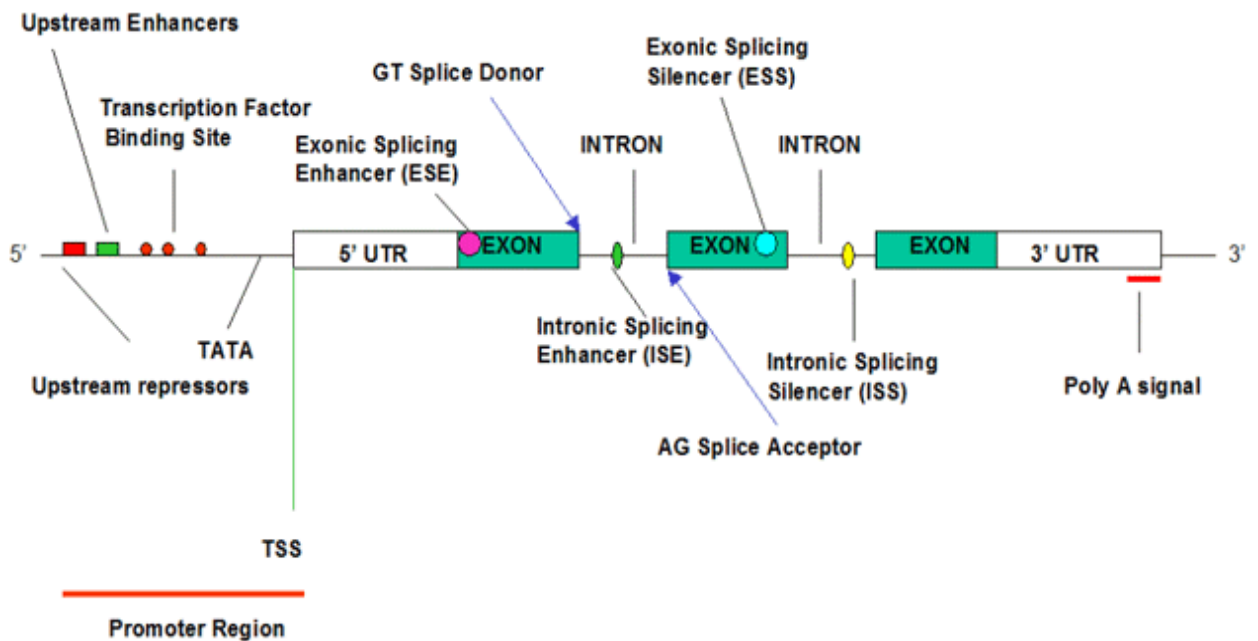 Upstream Enhancers
Transcription Factor
Binding Site
GT Splice Donor
Exonic Splicing
Enhancer (ESE)
INTRON
Exonic Splicing
Silencer (ESS)
INTRON
5’
5’ UTR
EXON
EXON
EXON
3’ UTR
3’
TATA
Upstream repressors
Intronic Splicing
Enhancer (ISE)
Intronic Splicing
Silencer (ISS)
Poly A signal
AG Splice Acceptor
TSS
Promoter Region